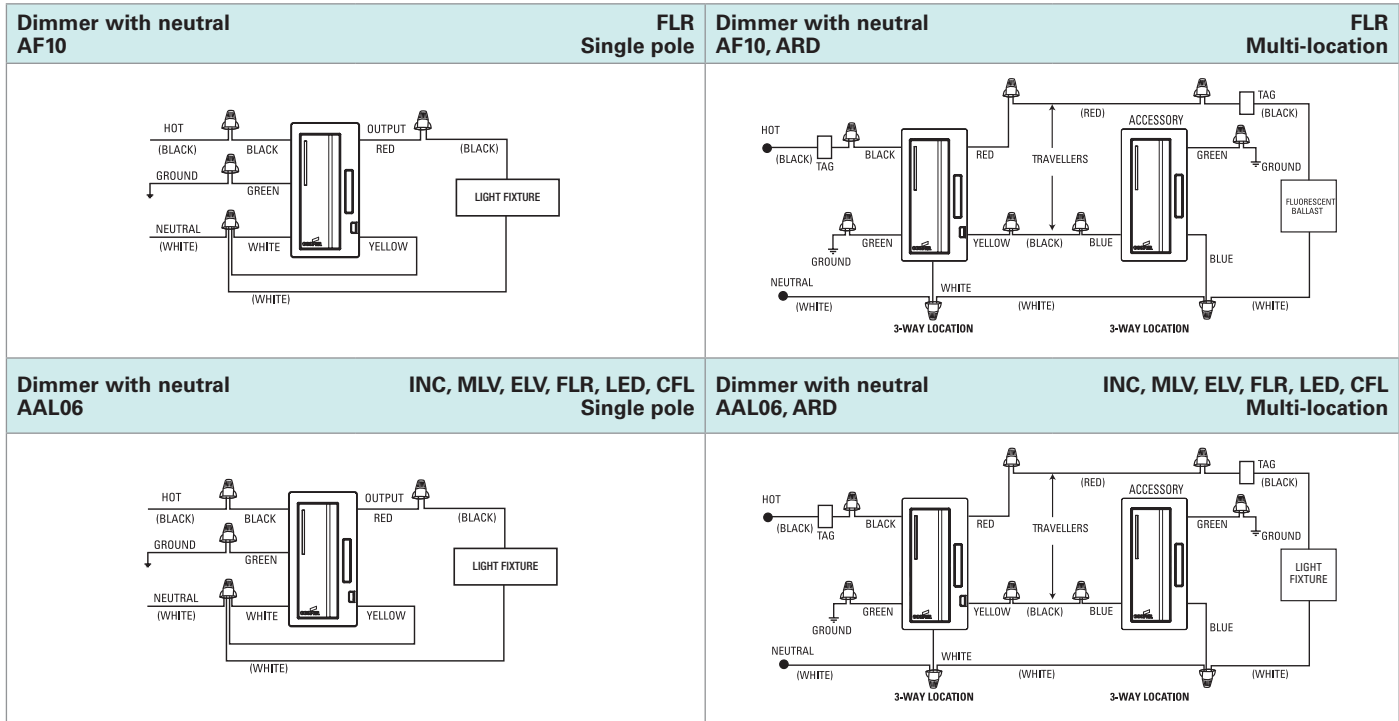 Dimmer with neutral FLR
AF10 Single pole
HOT
OUTPUT
(BLACK)
BLACK
RED
(BLACK)
GROUND
GREEN
LIGHT FIXTURE
NEUTRAL
(WHITE)
WHITE
YELLOW
(WHITE)
Dimmer with neutral FLR
AF10, ARD Multi-location
TAG
(RED)
(BLACK)
HOT
ACCESSORY
(BLACK)
TAG
BLACK
RED
TRAVELLERS
GREEN
GROUND
FLUORESCENT
BALLAST
GREEN
YELLOW
(BLACK)
BLUE
GROUND
BLUE
NEUTRAL
WHITE
(WHITE)
(WHITE)
(WHITE)
3-WAY LOCATION
3-WAY LOCATION
Dimmer with neutral INC, MLV, ELV, FLR, LED, CFL
AAL06 Single pole
HOT
OUTPUT
(BLACK)
BLACK
RED
(BLACK)
GROUND
GREEN
LIGHT FIXTURE
NEUTRAL
(WHITE)
WHITE
YELLOW
(WHITE)
Dimmer with neutral INC, MLV, ELV, FLR, LED, CFL
AAL06, ARD Multi-location
TAG
(RED)
(BLACK)
HOT
ACCESSORY
(BLACK)
TAG
BLACK
RED
TRAVELLERS
GREEN
GROUND
LIGHT
FIXTURE
GREEN
YELLOW
(BLACK)
BLUE
GROUND
BLUE
NEUTRAL
WHITE
(WHITE)
(WHITE)
(WHITE)
3-WAY LOCATION
3-WAY LOCATION